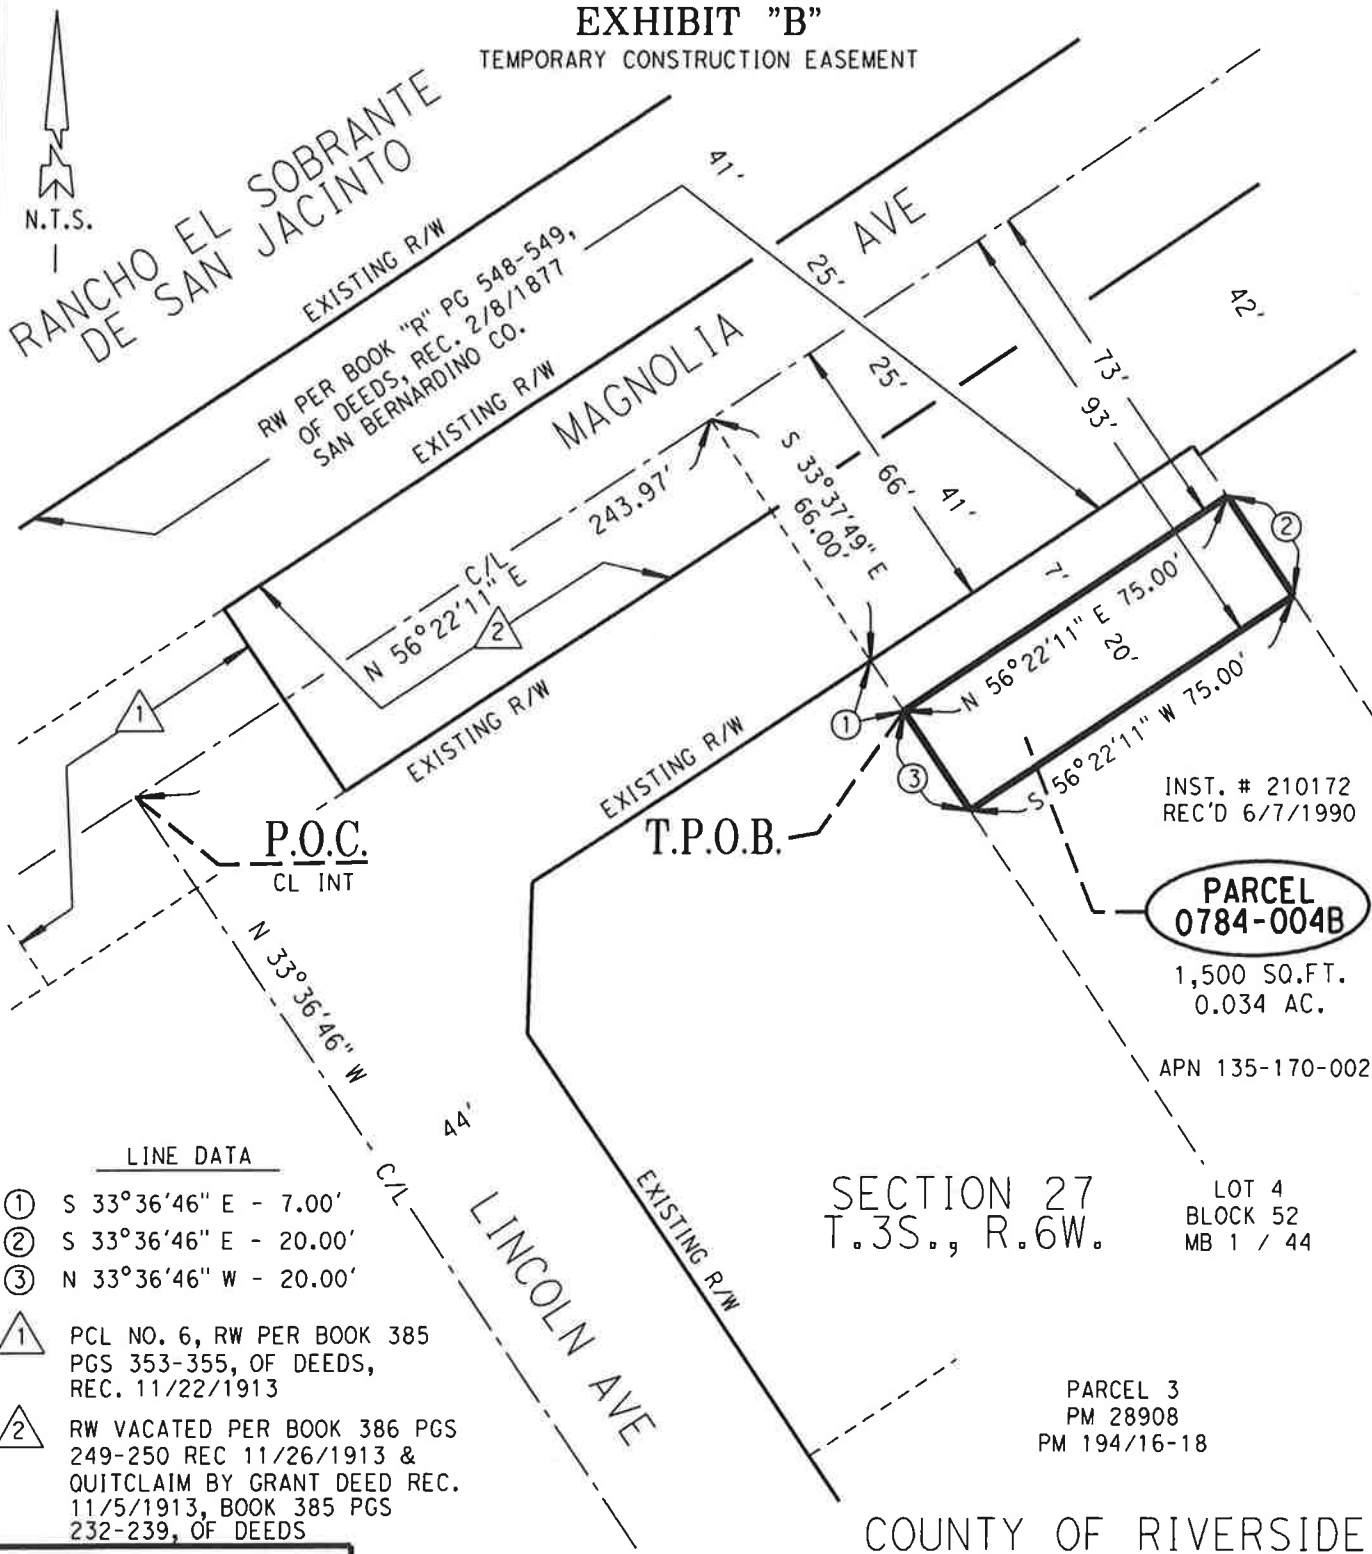 EXHIBIT "B"
TEMPORARY CONSTRUCTION EASEMENT
N.T.S.
RANCHO EL SOBRANTE
DE SAN JACINTO
EXISTING R/W
RW PER BOOK "R" PG 548-549,
OF DEEDS, REC. 2/8/1877
SAN BERNARDINO CO.
EXISTING R/W
MAGNOLIA AVE
41'
25'
25'
41'
42'
73'
93'
66'
S 33°37'49" E
66.00'
243.97'
C/L
N 56°22'11" E
2
EXISTING R/W
1
P.O.C.
CL INT
7'
N 56°22'11" E 75.00'
20'
S 56°22'11" W 75.00'
2
1
3
EXISTING R/W
T.P.O.B.
INST. # 210172
REC'D 6/7/1990
PARCEL
0784-004B
1,500 SQ.FT.
0.034 AC.
APN 135-170-002
N 33°36'46" W
44'
C/L
LINCOLN AVE
EXISTING R/W
SECTION 27
T.3S., R.6W.
LOT 4
BLOCK 52
MB 1 / 44
PARCEL 3
PM 28908
PM 194/16-18
COUNTY OF RIVERSIDE
LINE DATA
1 S 33°36'46" E - 7.00'
2 S 33°36'46" E - 20.00'
3 N 33°36'46" W - 20.00'
1 PCL NO. 6, RW PER BOOK 385
PGS 353-355, OF DEEDS,
REC. 11/22/1913
2 RW VACATED PER BOOK 386 PGS
249-250 REC 11/26/1913 &
QUITCLAIM BY GRANT DEED REC.
11/5/1913, BOOK 385 PGS
232-239, OF DEEDS